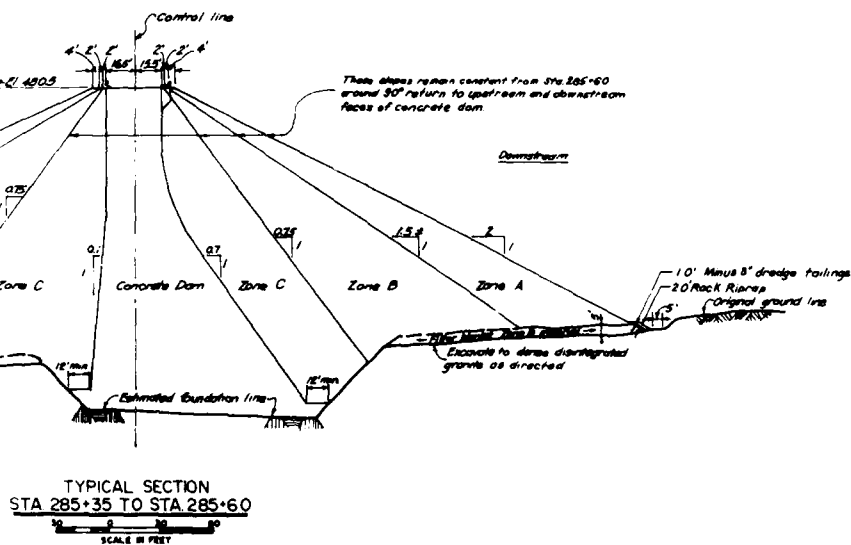 Control line
4' 2' 2' 16.5' 15.5' 2' 2' 4'
El 480.5
These slopes remain constant from Sta. 285+60
around 90° return to upstream and downstream
faces of concrete dam.
Downstream
0.75
1
0.1
1
0.7
1
0.75
1
1.5±
1
2
1
Zone C
Concrete Dam
Zone C
Zone B
Zone A
1.0' Minus 8" dredge tailings
2.0' Rock Riprap
Original ground line
5'
Excavate to dense disintegrated
granite as directed
12' min.
12' min.
Estimated foundation line
TYPICAL SECTION
STA. 285+35 TO STA. 285+60
0
SCALE IN FEET